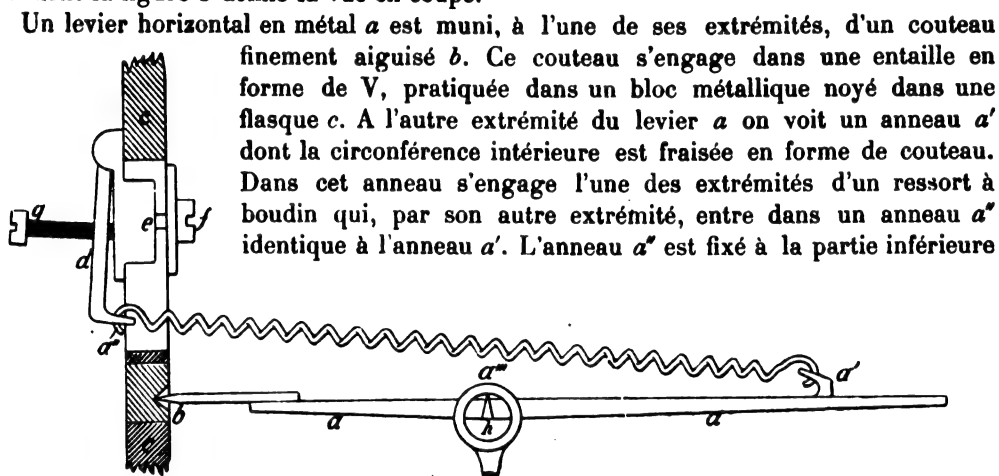 Un levier horizontal en métal a est muni, à l'une de ses extrémités, d'un couteau
finement aiguisé b. Ce couteau s'engage dans une entaille en
forme de V, pratiquée dans un bloc métallique noyé dans une
flasque c. A l'autre extrémité du levier a on voit un anneau a'
dont la circonférence intérieure est fraisée en forme de couteau.
Dans cet anneau s'engage l'une des extrémités d'un ressort à
boudin qui, par son autre extrémité, entre dans un anneau a"
identique à l'anneau a'. L'anneau a" est fixé à la partie inférieure
c
g
e
f
d
a"
a'''
a'
b
a
h
a
c